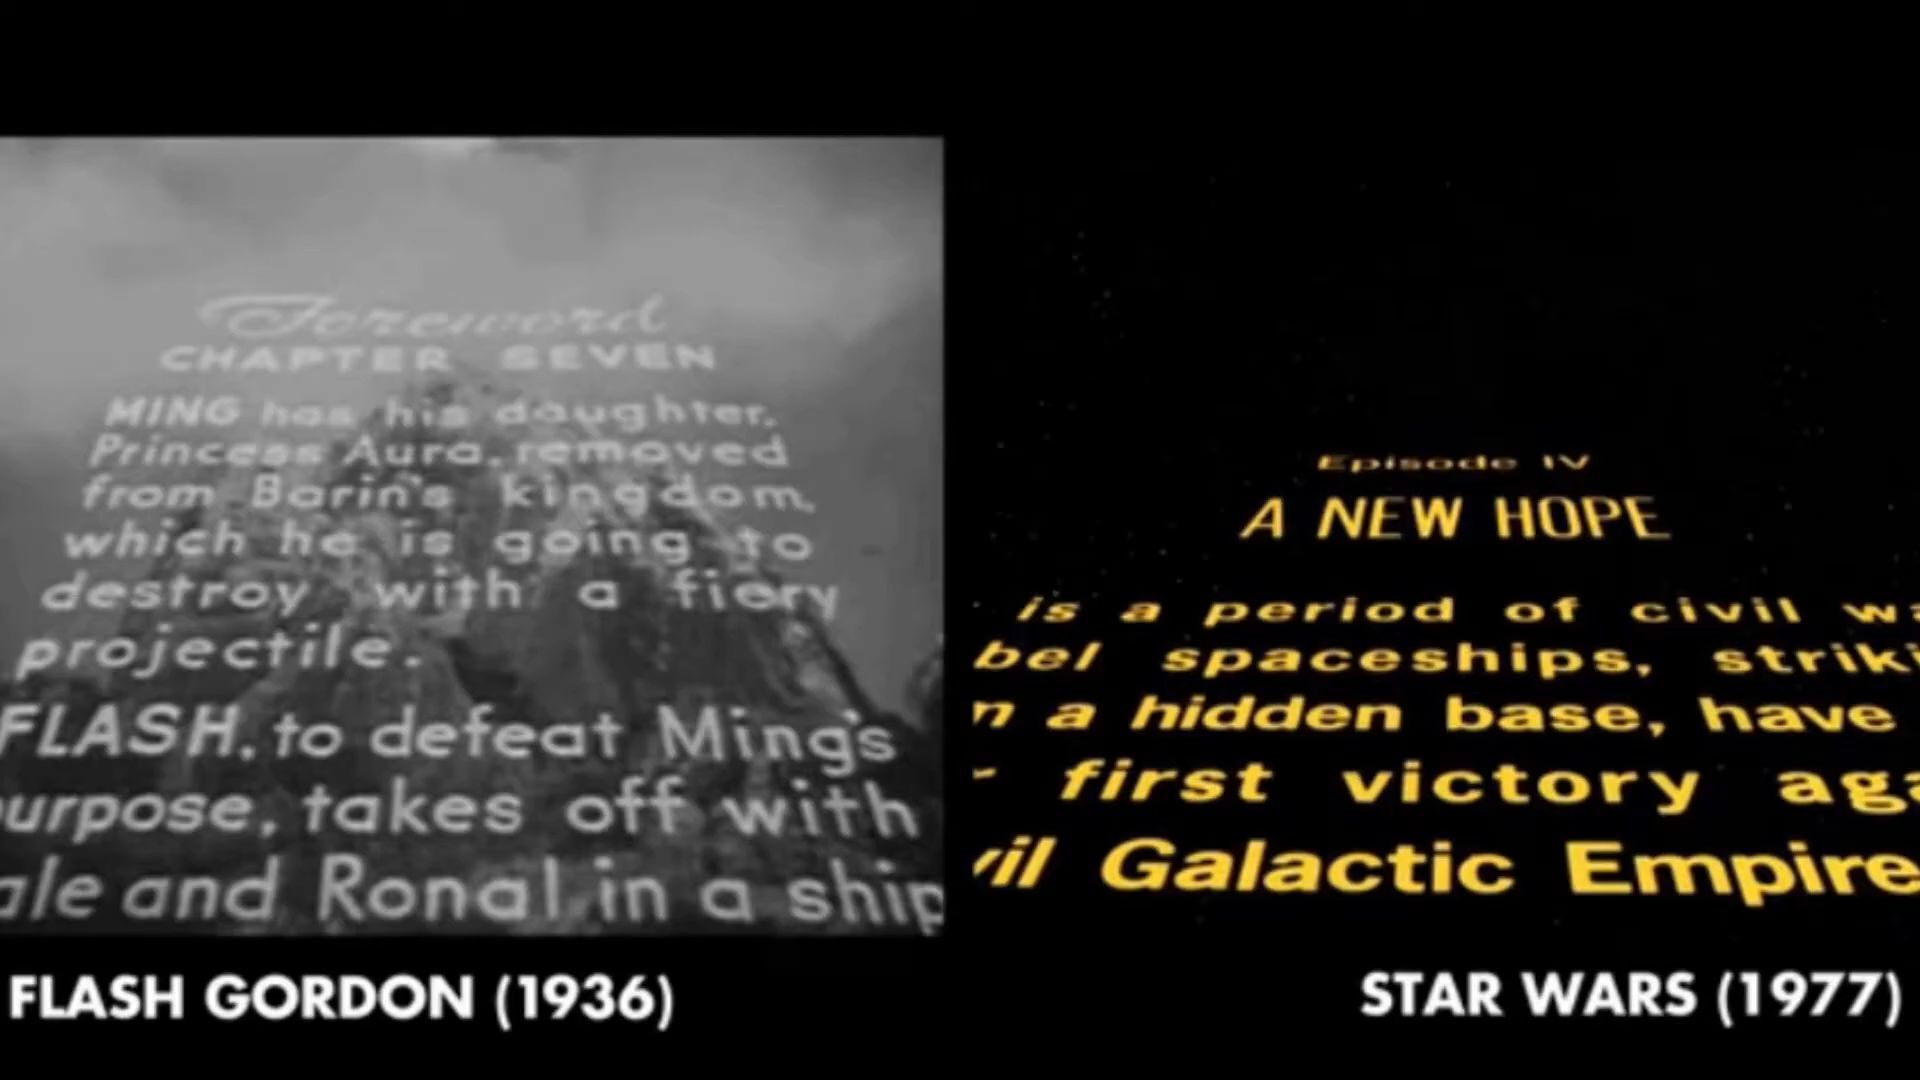 Foreword
CHAPTER SEVEN
MING has his daughter,
Princess Aura, removed
from Barin's kingdom,
which he is going to
destroy with a fiery
projectile.
FLASH, to defeat Ming's
urpose, takes off with
ale and Ronal in a ship
FLASH GORDON (1936)
Episode IV
A NEW HOPE
is a period of civil wa
bel spaceships, striki
n a hidden base, have
r first victory aga
vil Galactic Empire
STAR WARS (1977)